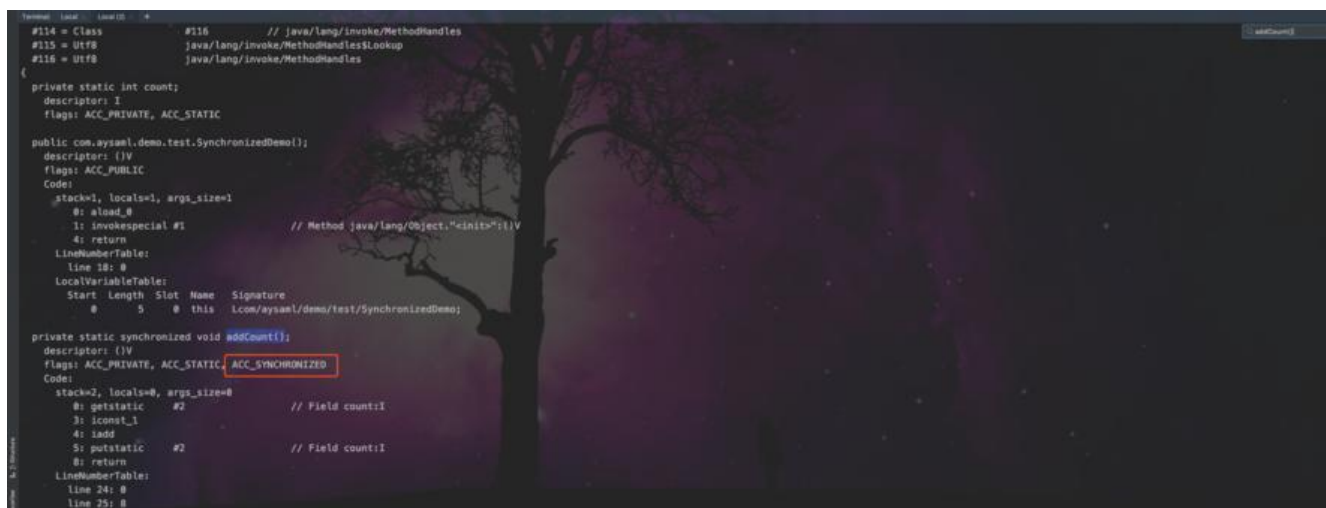 Terminal: Local Local (2) +
addCount()
#114 = Class #116 // java/lang/invoke/MethodHandles
#115 = Utf8 java/lang/invoke/MethodHandles$Lookup
#116 = Utf8 java/lang/invoke/MethodHandles
{
private static int count;
descriptor: I
flags: ACC_PRIVATE, ACC_STATIC
public com.aysaml.demo.test.SynchronizedDemo();
descriptor: ()V
flags: ACC_PUBLIC
Code:
stack=1, locals=1, args_size=1
0: aload_0
1: invokespecial #1 // Method java/lang/Object."<init>":()V
4: return
LineNumberTable:
line 18: 0
LocalVariableTable:
Start Length Slot Name Signature
0 5 0 this Lcom/aysaml/demo/test/SynchronizedDemo;
private static synchronized void addCount();
descriptor: ()V
flags: ACC_PRIVATE, ACC_STATIC, ACC_SYNCHRONIZED
Code:
stack=2, locals=0, args_size=0
0: getstatic #2 // Field count:I
3: iconst_1
4: iadd
5: putstatic #2 // Field count:I
8: return
LineNumberTable:
line 24: 0
line 25: 8